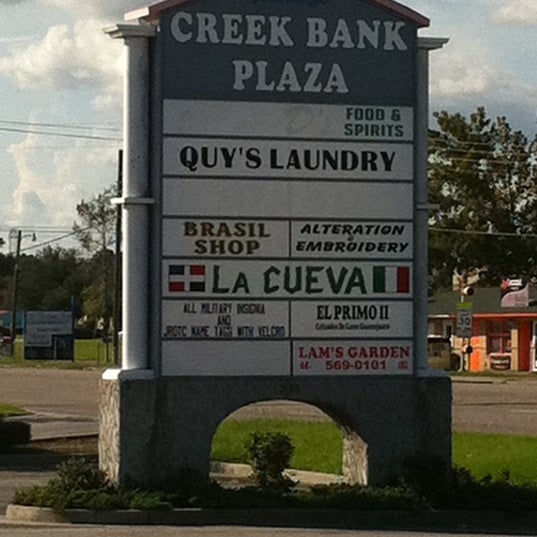 CREEK BANK
PLAZA
FOOD &
SPIRITS
QUY'S LAUNDRY
BRASIL
SHOP
ALTERATION
&
EMBROIDERY
LA CUEVA
ALL MILITARY INSIGNIA
AND
JROTC NAME TAGS WITH VELCRO
EL PRIMO II
LAM'S GARDEN
569-0101